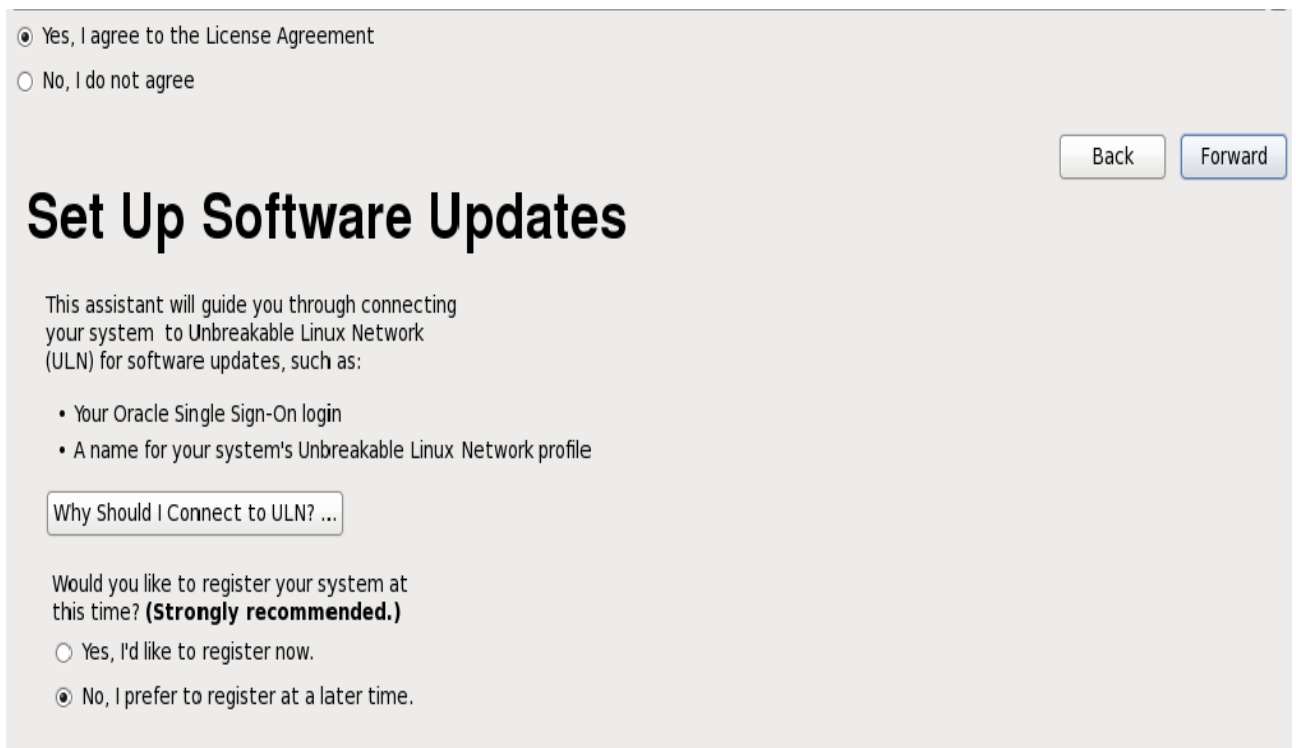 Yes, I agree to the License Agreement
No, I do not agree
Back Forward
Set Up Software Updates
This assistant will guide you through connecting
your system to Unbreakable Linux Network
(ULN) for software updates, such as:
• Your Oracle Single Sign-On login
• A name for your system's Unbreakable Linux Network profile
Why Should I Connect to ULN? ...
Would you like to register your system at
this time? (Strongly recommended.)
Yes, I'd like to register now.
No, I prefer to register at a later time.